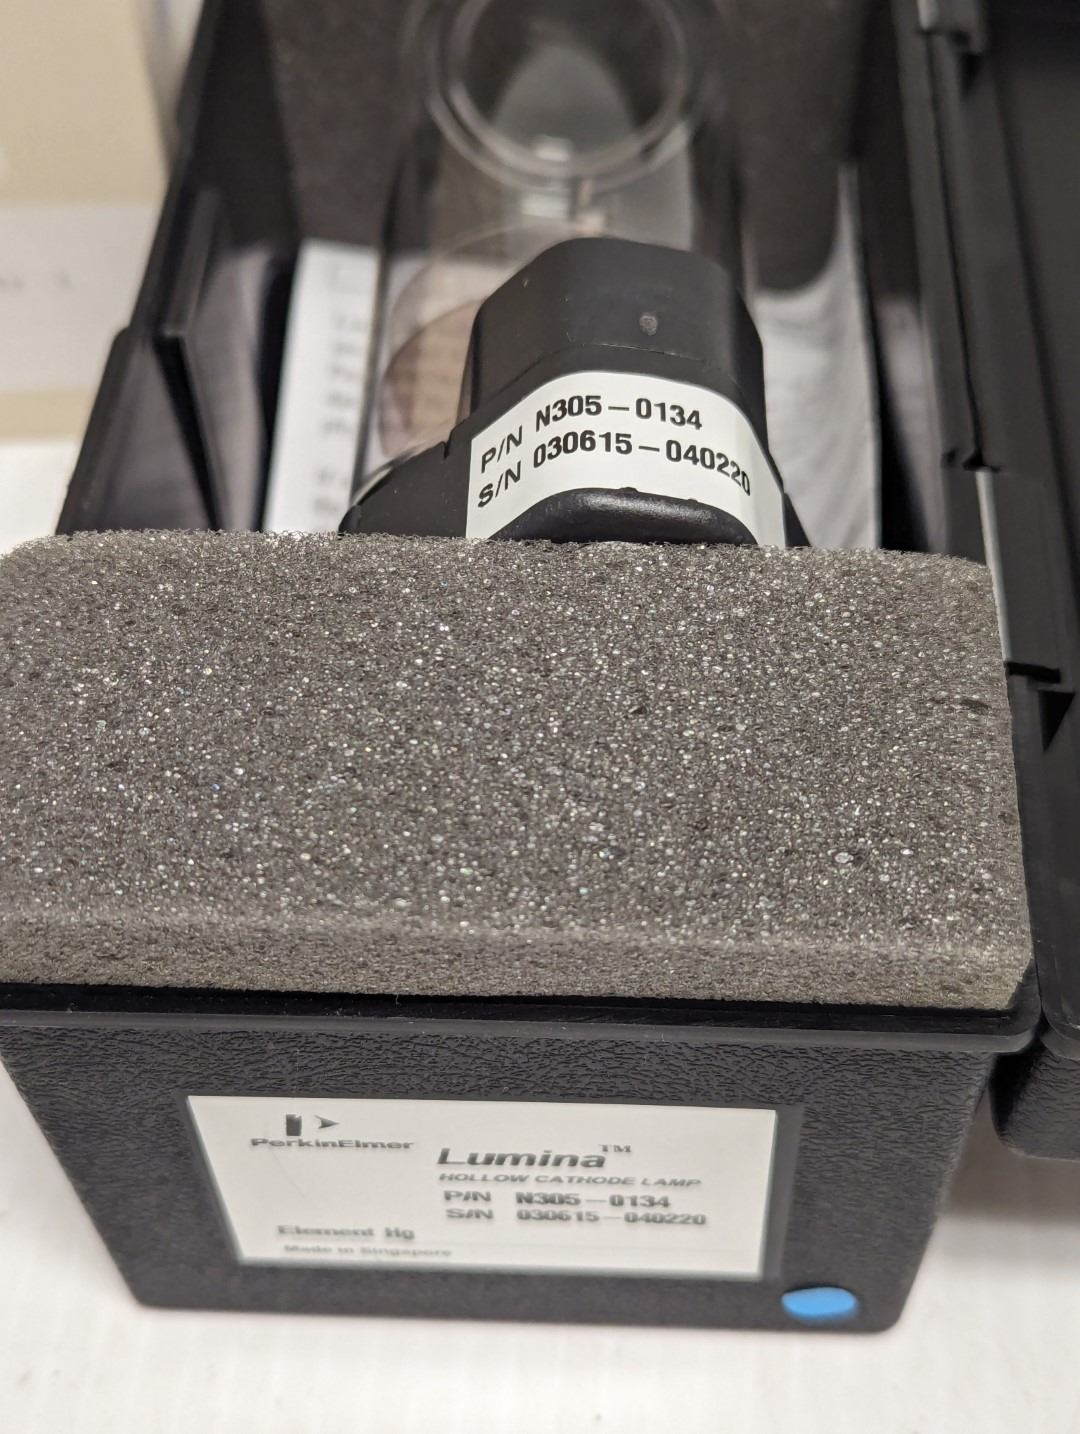 P/N N305-0134
S/N 030615-040220
PerkinElmer
Lumina™
HOLLOW CATHODE LAMP
P/N N305-0134
S/N 030615-040220
Element Hg
Made in Singapore